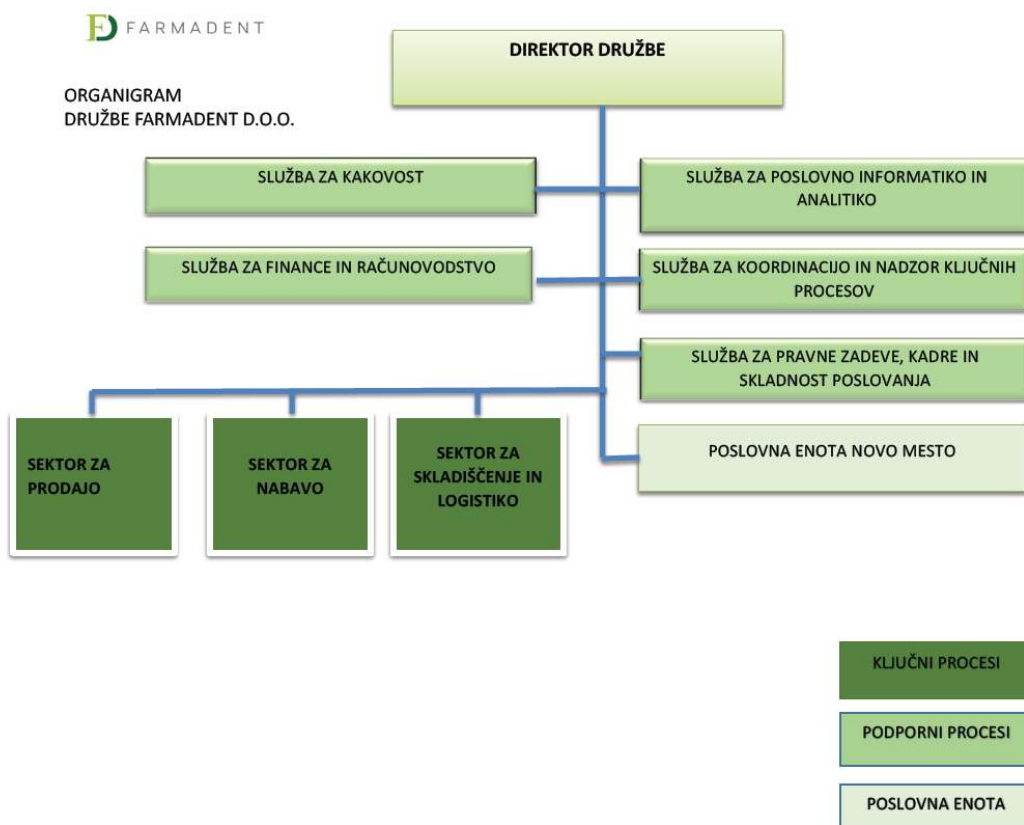 FD FARMADENT
DIREKTOR DRUŽBE
ORGANIGRAM
DRUŽBE FARMADENT D.O.O.
SLUŽBA ZA KAKOVOST
SLUŽBA ZA POSLOVNO INFORMATIKO IN
ANALITIKO
SLUŽBA ZA FINANCE IN RAČUNOVODSTVO
SLUŽBA ZA KOORDINACIJO IN NADZOR KLJUČNIH
PROCESOV
SLUŽBA ZA PRAVNE ZADEVE, KADRE IN
SKLADNOST POSLOVANJA
SEKTOR ZA
PRODAJO
SEKTOR ZA
NABAVO
SEKTOR ZA
SKLADIŠČENJE IN
LOGISTIKO
POSLOVNA ENOTA NOVO MESTO
KLJUČNI PROCESI
PODPORNI PROCESI
POSLOVNA ENOTA